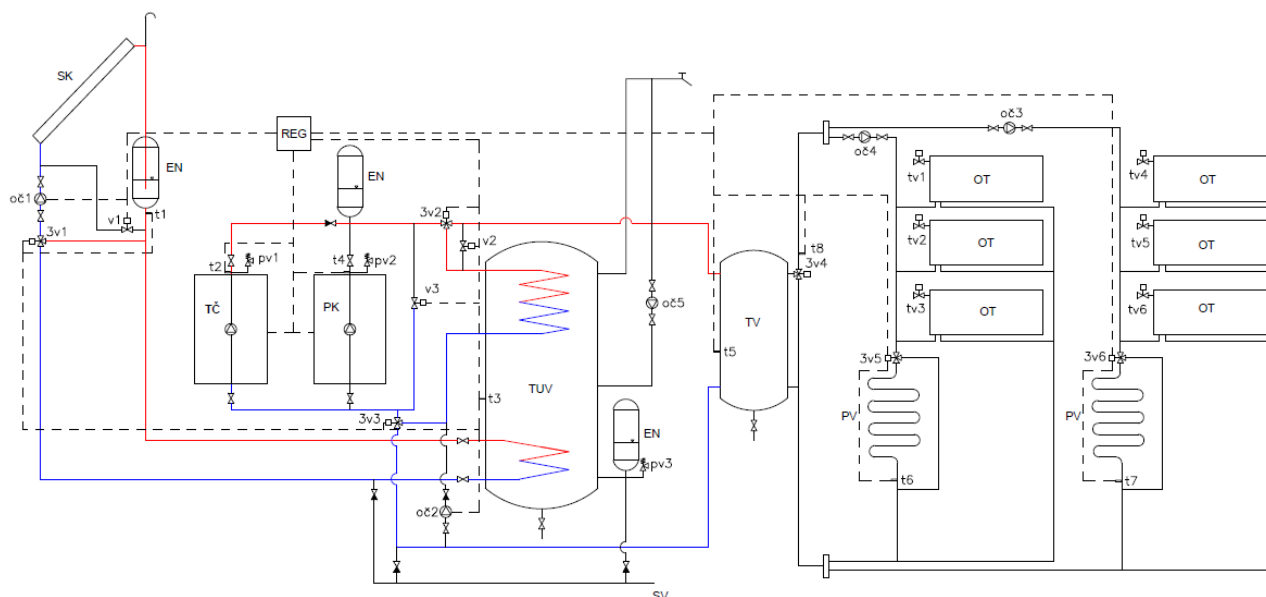 SK
EN
REG
EN
oč1
v1
t1
3v1
3v2
v2
t2
pv1
t4
pv2
v3
TČ
PK
oč5
TUV
t3
3v3
EN
pv3
oč2
SV
TV
t5
t8
3v4
oč4
oč3
tv1
OT
tv4
OT
tv2
OT
tv5
OT
tv3
OT
tv6
OT
3v5
3v6
PV
PV
t6
t7